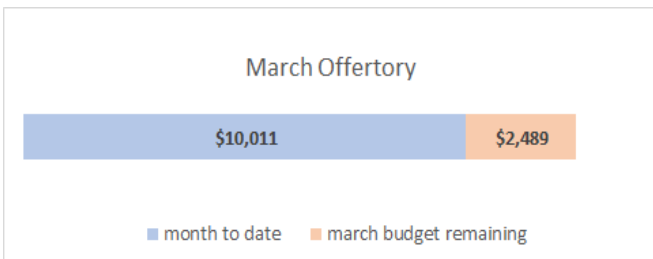 March Offertory
$10,011 $2,489
month to date march budget remaining